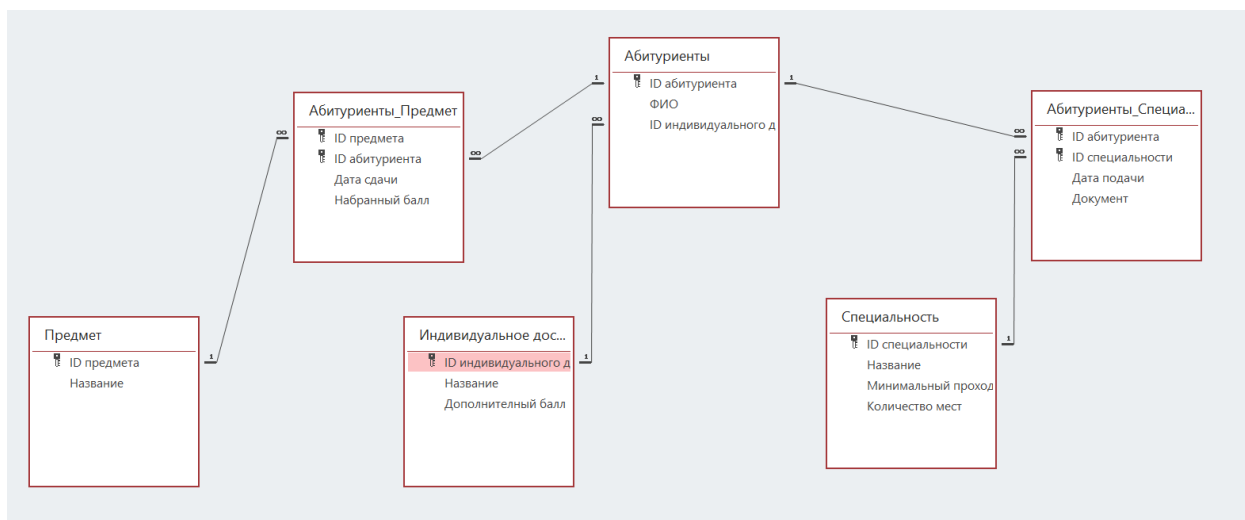 Абитуриенты
ID абитуриента
ФИО
ID индивидуального д
1
1
∞
Абитуриенты_Предмет
ID предмета
ID абитуриента
Дата сдачи
Набранный балл
∞
∞
Абитуриенты_Специа...
ID абитуриента
ID специальности
Дата подачи
Документ
∞
∞
Предмет
ID предмета
Название
1
Индивидуальное дос...
ID индивидуального д
Название
Дополнителный балл
1
Специальность
ID специальности
Название
Минимальный проход
Количество мест
1